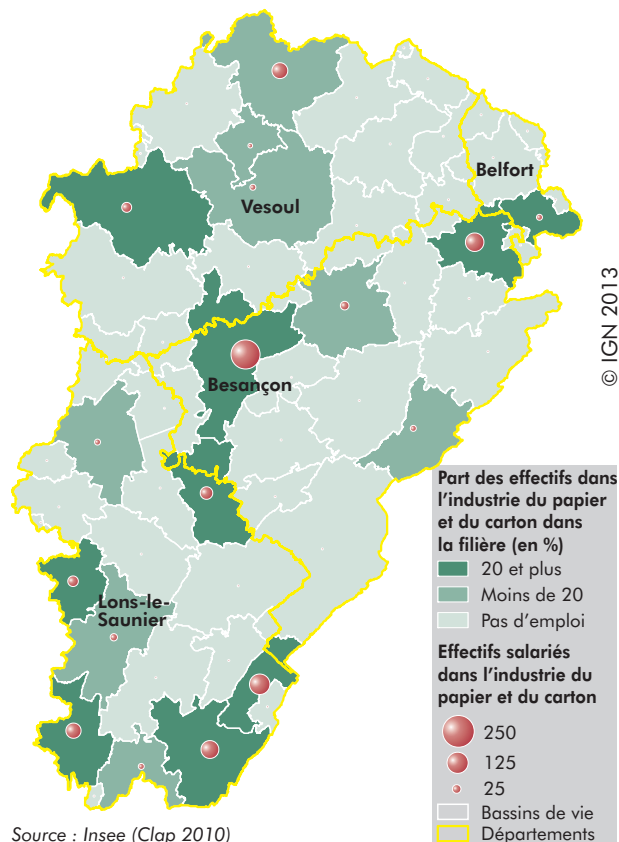 Belfort
Vesoul
Besançon
Lons-le-
Saunier
© IGN 2013
Part des effectifs dans
l'industrie du papier
et du carton dans
la filière (en %)
20 et plus
Moins de 20
Pas d'emploi
Effectifs salariés
dans l'industrie du
papier et du carton
250
125
25
Bassins de vie
Départements
Source : Insee (Clap 2010)